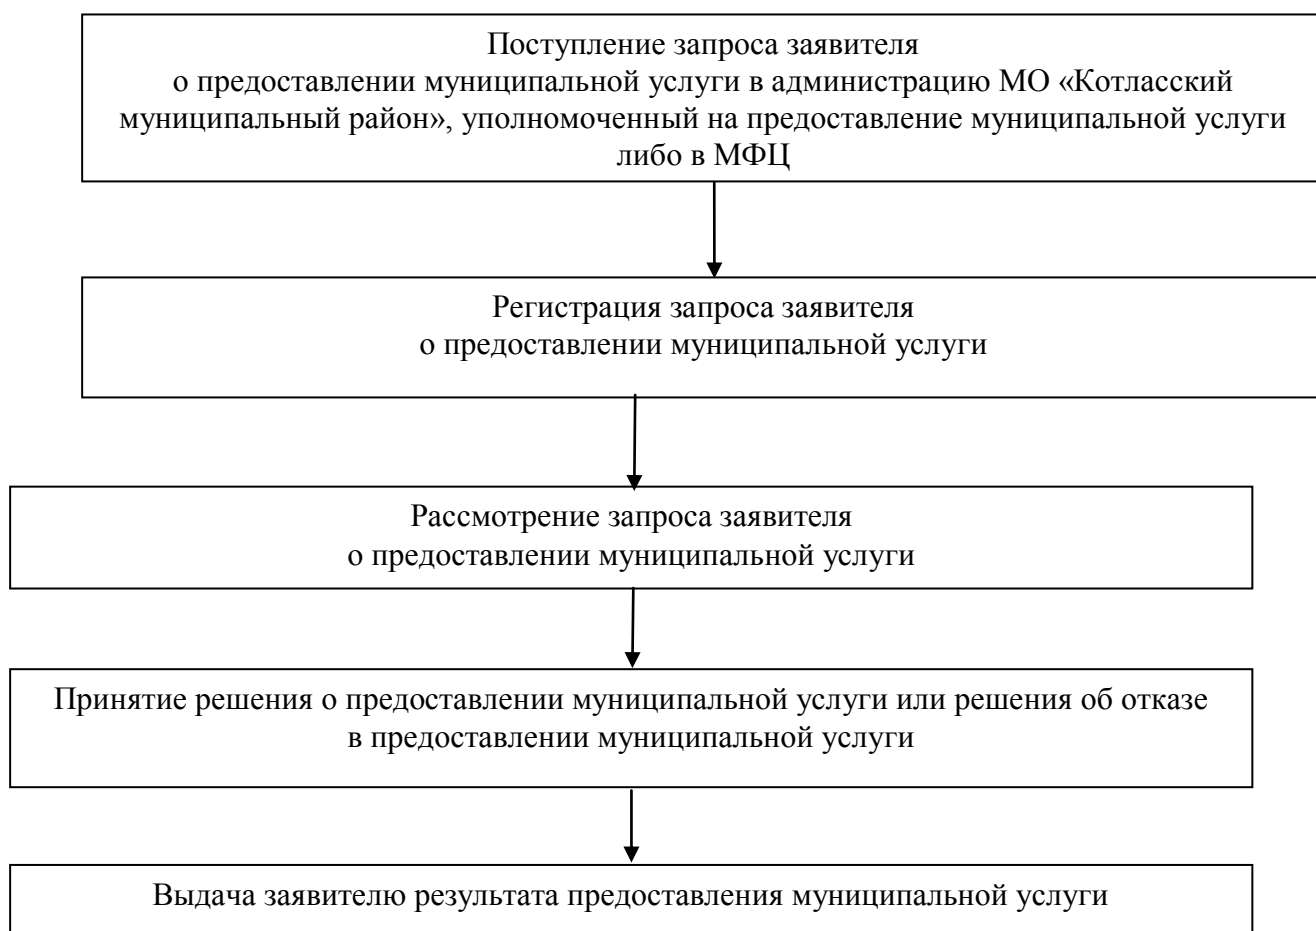 Поступление запроса заявителя
о предоставлении муниципальной услуги в администрацию МО «Котласский
муниципальный район», уполномоченный на предоставление муниципальной услуги
либо в МФЦ
Регистрация запроса заявителя
о предоставлении муниципальной услуги
Рассмотрение запроса заявителя
о предоставлении муниципальной услуги
Принятие решения о предоставлении муниципальной услуги или решения об отказе
в предоставлении муниципальной услуги
Выдача заявителю результата предоставления муниципальной услуги